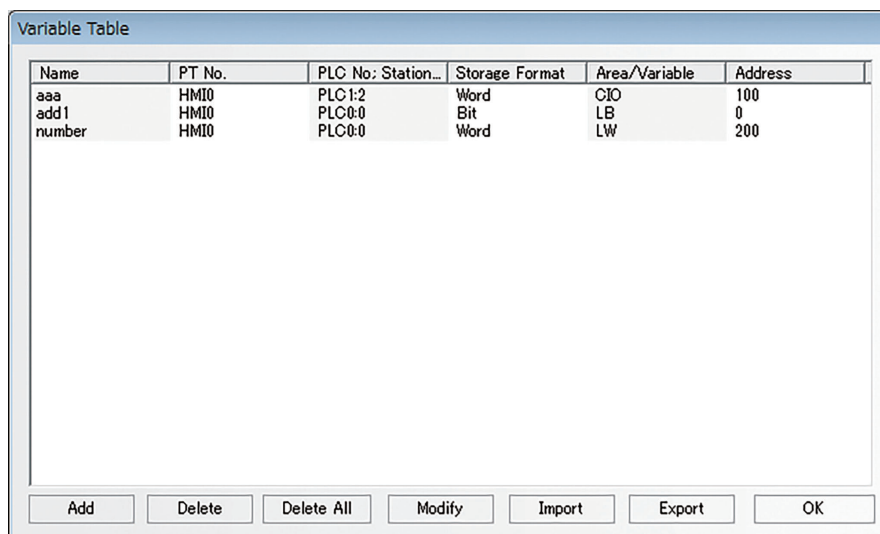 Variable Table
Name PT No. PLC No; Station... Storage Format Area/Variable Address
aaa HMI0 PLC1:2 Word CIO 100
add1 HMI0 PLC0:0 Bit LB 0
number HMI0 PLC0:0 Word LW 200
Add Delete Delete All Modify Import Export OK